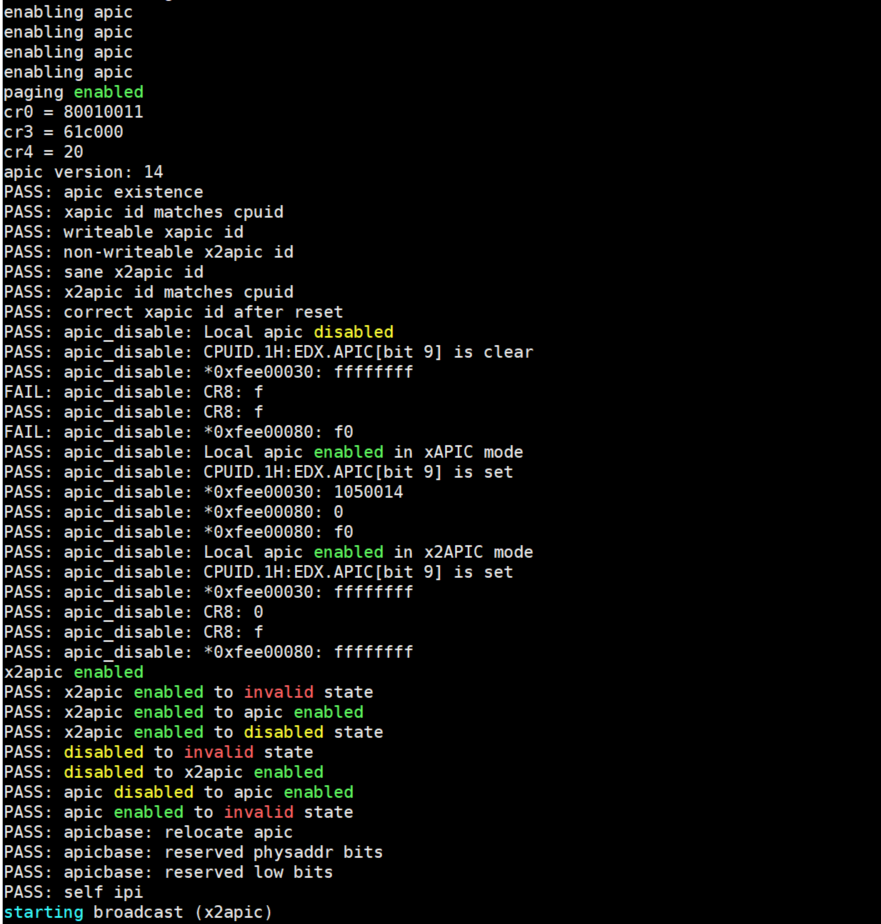 enabling apic
enabling apic
enabling apic
enabling apic
paging enabled
cr0 = 80010011
cr3 = 61c000
cr4 = 20
apic version: 14
PASS: apic existence
PASS: xapic id matches cpuid
PASS: writeable xapic id
PASS: non-writeable x2apic id
PASS: sane x2apic id
PASS: x2apic id matches cpuid
PASS: correct xapic id after reset
PASS: apic_disable: Local apic disabled
PASS: apic_disable: CPUID.1H:EDX.APIC[bit 9] is clear
PASS: apic_disable: *0xfee00030: ffffffff
FAIL: apic_disable: CR8: f
PASS: apic_disable: CR8: f
FAIL: apic_disable: *0xfee00080: f0
PASS: apic_disable: Local apic enabled in xAPIC mode
PASS: apic_disable: CPUID.1H:EDX.APIC[bit 9] is set
PASS: apic_disable: *0xfee00030: 1050014
PASS: apic_disable: *0xfee00080: 0
PASS: apic_disable: *0xfee00080: f0
PASS: apic_disable: Local apic enabled in x2APIC mode
PASS: apic_disable: CPUID.1H:EDX.APIC[bit 9] is set
PASS: apic_disable: *0xfee00030: ffffffff
PASS: apic_disable: CR8: 0
PASS: apic_disable: CR8: f
PASS: apic_disable: *0xfee00080: ffffffff
x2apic enabled
PASS: x2apic enabled to invalid state
PASS: x2apic enabled to apic enabled
PASS: x2apic enabled to disabled state
PASS: disabled to invalid state
PASS: disabled to x2apic enabled
PASS: apic disabled to apic enabled
PASS: apic enabled to invalid state
PASS: apicbase: relocate apic
PASS: apicbase: reserved physaddr bits
PASS: apicbase: reserved low bits
PASS: self ipi
starting broadcast (x2apic)